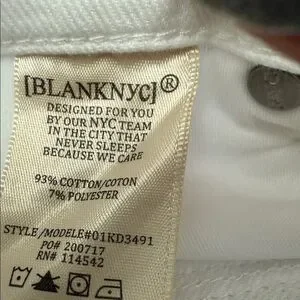 [BLANKNYC]®
DESIGNED FOR YOU
BY OUR NYC TEAM
IN THE CITY THAT
NEVER SLEEPS
BECAUSE WE CARE
93% COTTON/COTON
7% POLYESTER
STYLE/MODELE#01KD3491
PO# 200717
RN# 114542